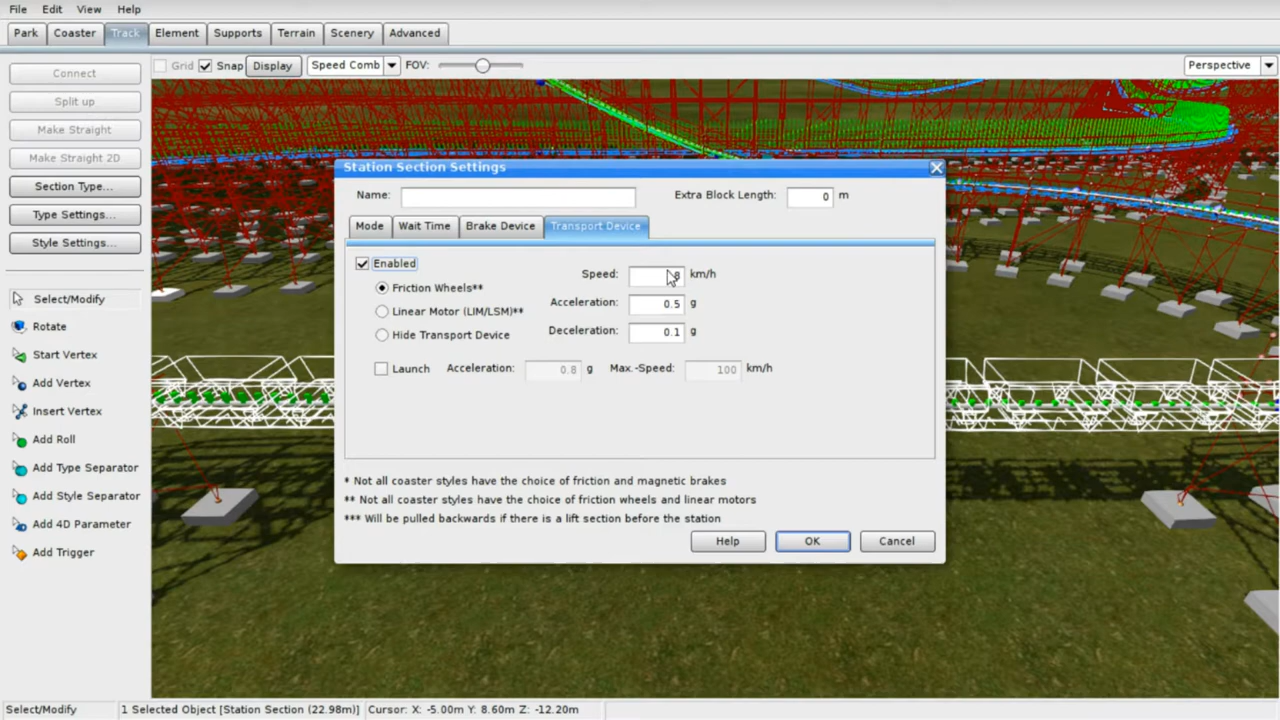 File Edit View Help
Park Coaster Track Element Supports Terrain Scenery Advanced
Connect
Split up
Make Straight
Make Straight 2D
Section Type...
Type Settings...
Style Settings...
Select/Modify
Rotate
Start Vertex
Add Vertex
Insert Vertex
Add Roll
Add Type Separator
Add Style Separator
Add 4D Parameter
Add Trigger
Grid Snap Display Speed Comb FOV: Perspective
Station Section Settings
Name: Extra Block Length: 0 m
Mode Wait Time Brake Device Transport Device
Enabled
Friction Wheels**
Linear Motor (LIM/LSM)**
Hide Transport Device
Speed: 8 km/h
Acceleration: 0.5 g
Deceleration: 0.1 g
Launch Acceleration: 0.8 g Max.-Speed: 100 km/h
* Not all coaster styles have the choice of friction and magnetic brakes
** Not all coaster styles have the choice of friction wheels and linear motors
*** Will be pulled backwards if there is a lift section before the station
Help OK Cancel
Select/Modify 1 Selected Object [Station Section (22.98m)] Cursor: X: -5.00m Y: 8.60m Z: -12.20m